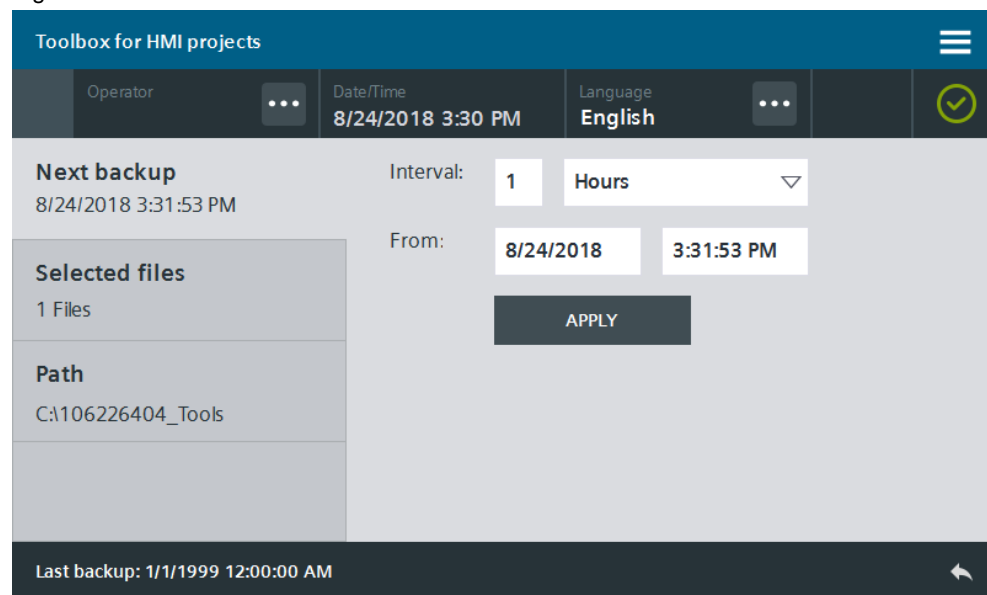 Toolbox for HMI projects
Operator
Date/Time
8/24/2018 3:30 PM
Language
English
Next backup
8/24/2018 3:31:53 PM
Selected files
1 Files
Path
C:\106226404_Tools
Interval: 1 Hours
From: 8/24/2018 3:31:53 PM
APPLY
Last backup: 1/1/1999 12:00:00 AM